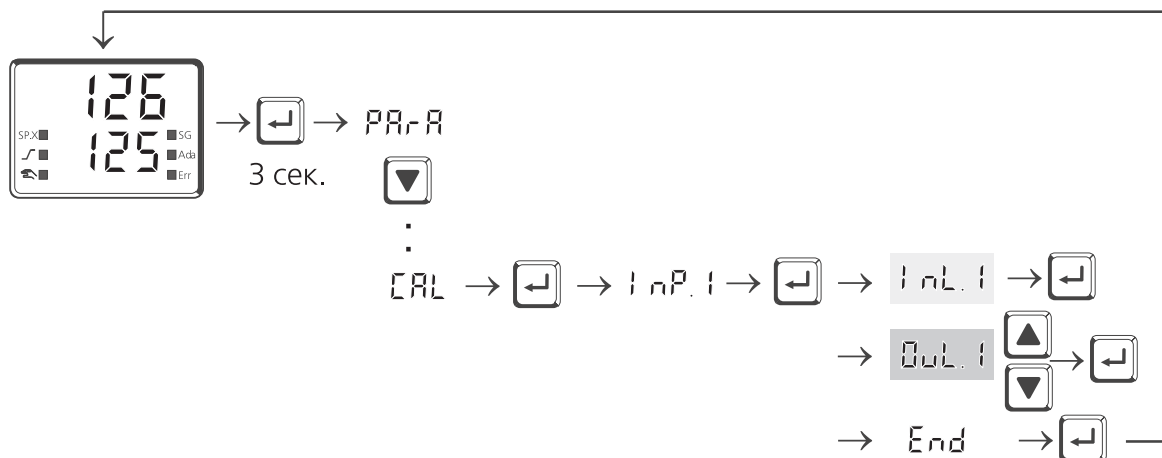 126
SP.X 125 SG
Ada
Err
PArA
3 сек.
CAL InP.1 InL.1
OuL.1
End